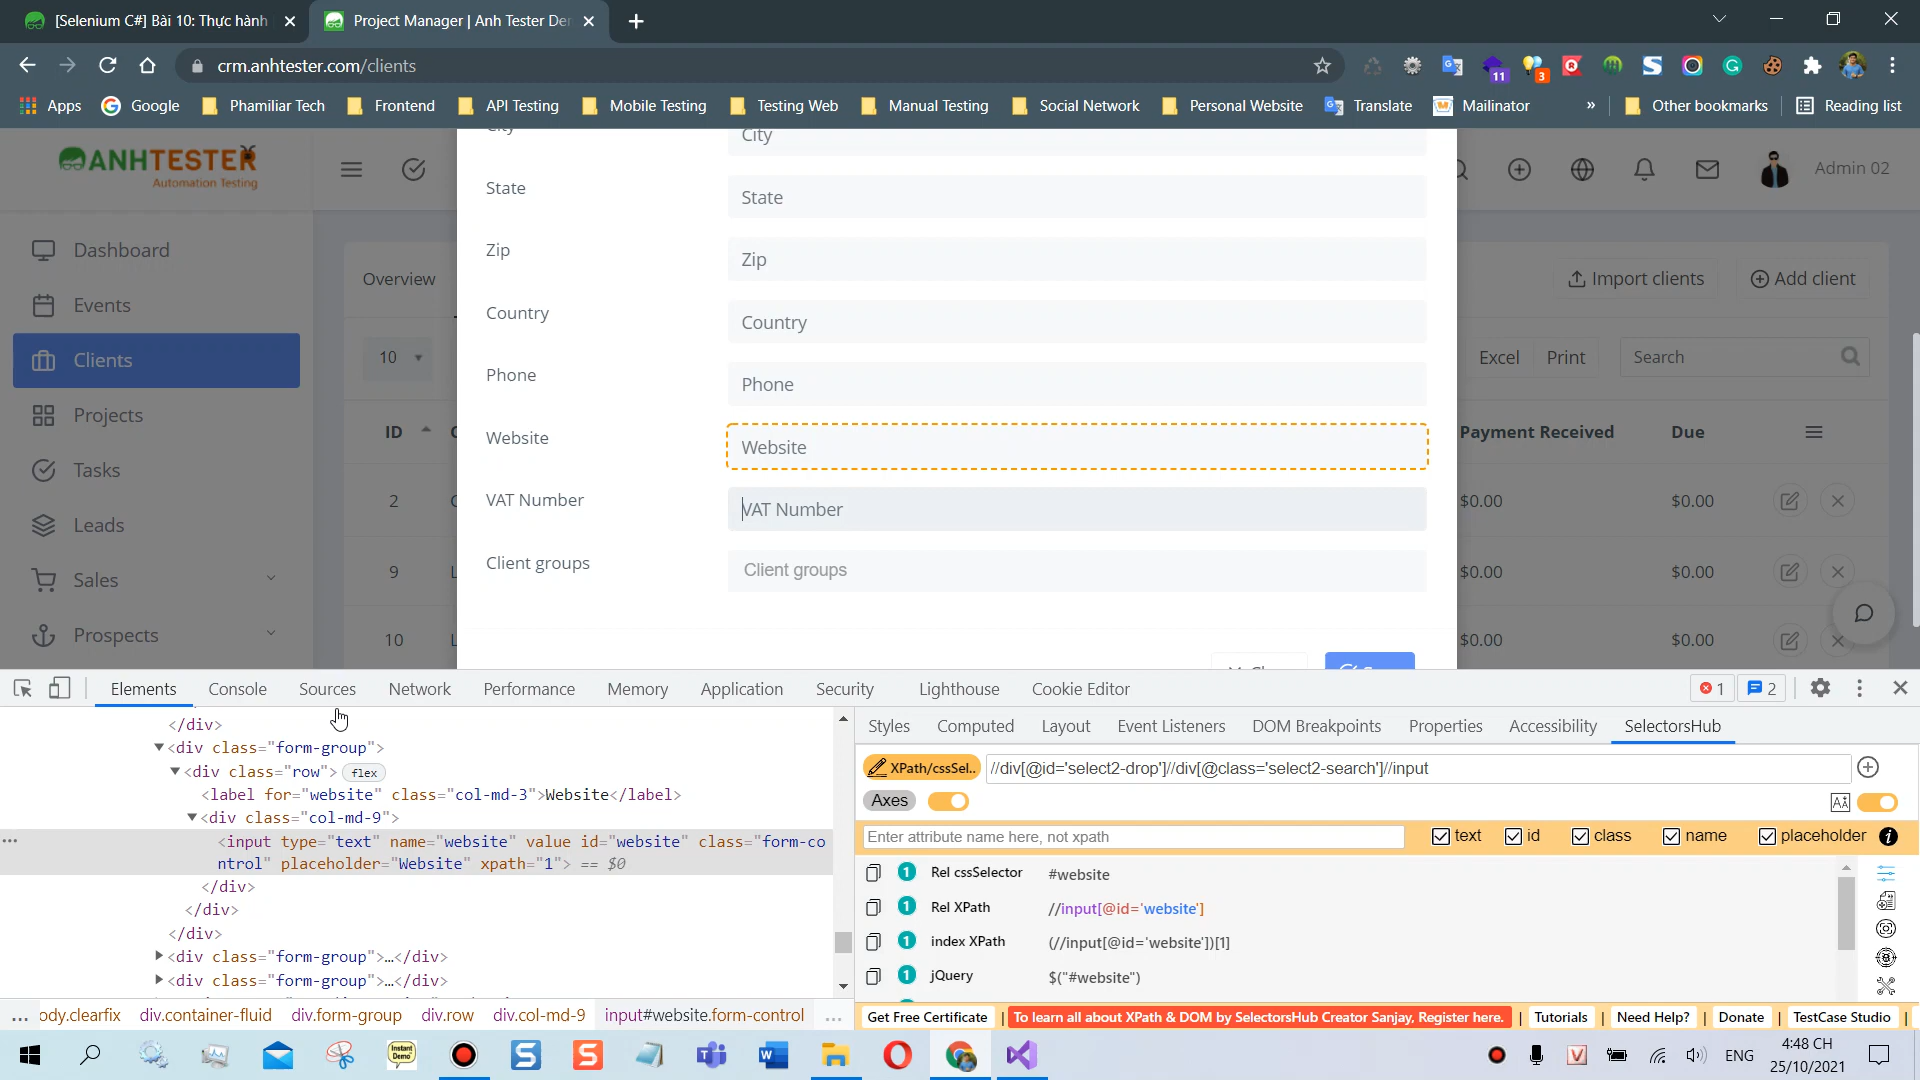 [Selenium C#] Bài 10: Thực hành
Project Manager | Anh Tester De
crm.anhtester.com/clients
11
3
Apps
Google
Phamiliar Tech
Frontend
API Testing
Mobile Testing
Testing Web
Manual Testing
Social Network
Personal Website
Translate
Mailinator
»
Other bookmarks
Reading list
ANHTESTER
Automation Testing
Admin 02
Dashboard
Events
Clients
Projects
Tasks
Leads
Sales
Prospects
Overview
Import clients
Add client
10
Excel
Print
Search
ID
Payment Received
Due
2
$0.00
$0.00
9
$0.00
$0.00
10
$0.00
$0.00
City
City
State
State
Zip
Zip
Country
Country
Phone
Phone
Website
Website
VAT Number
VAT Number
Client groups
Client groups
Elements
Console
Sources
Network
Performance
Memory
Application
Security
Lighthouse
Cookie Editor
1
2
</div>
<div class="form-group">
<div class="row"> flex
<label for="website" class="col-md-3">Website</label>
<div class="col-md-9">
<input type="text" name="website" value id="website" class="form-co
ntrol" placeholder="Website" xpath="1"> == $0
</div>
</div>
</div>
<div class="form-group">…</div>
<div class="form-group">…</div>
... ody.clearfix div.container-fluid div.form-group div.row div.col-md-9 input#website.form-control ...
Styles
Computed
Layout
Event Listeners
DOM Breakpoints
Properties
Accessibility
SelectorsHub
XPath/cssSel..
//div[@id='select2-drop']//div[@class='select2-search']//input
Axes
Enter attribute name here, not xpath
text
id
class
name
placeholder
1 Rel cssSelector #website
1 Rel XPath //input[@id='website']
1 index XPath (//input[@id='website'])[1]
1 jQuery $("#website")
Get Free Certificate | To learn all about XPath & DOM by SelectorsHub Creator Sanjay, Register here. | Tutorials | Need Help? | Donate | TestCase Studio |
Instant
Demo
ENG
4:48 CH
25/10/2021